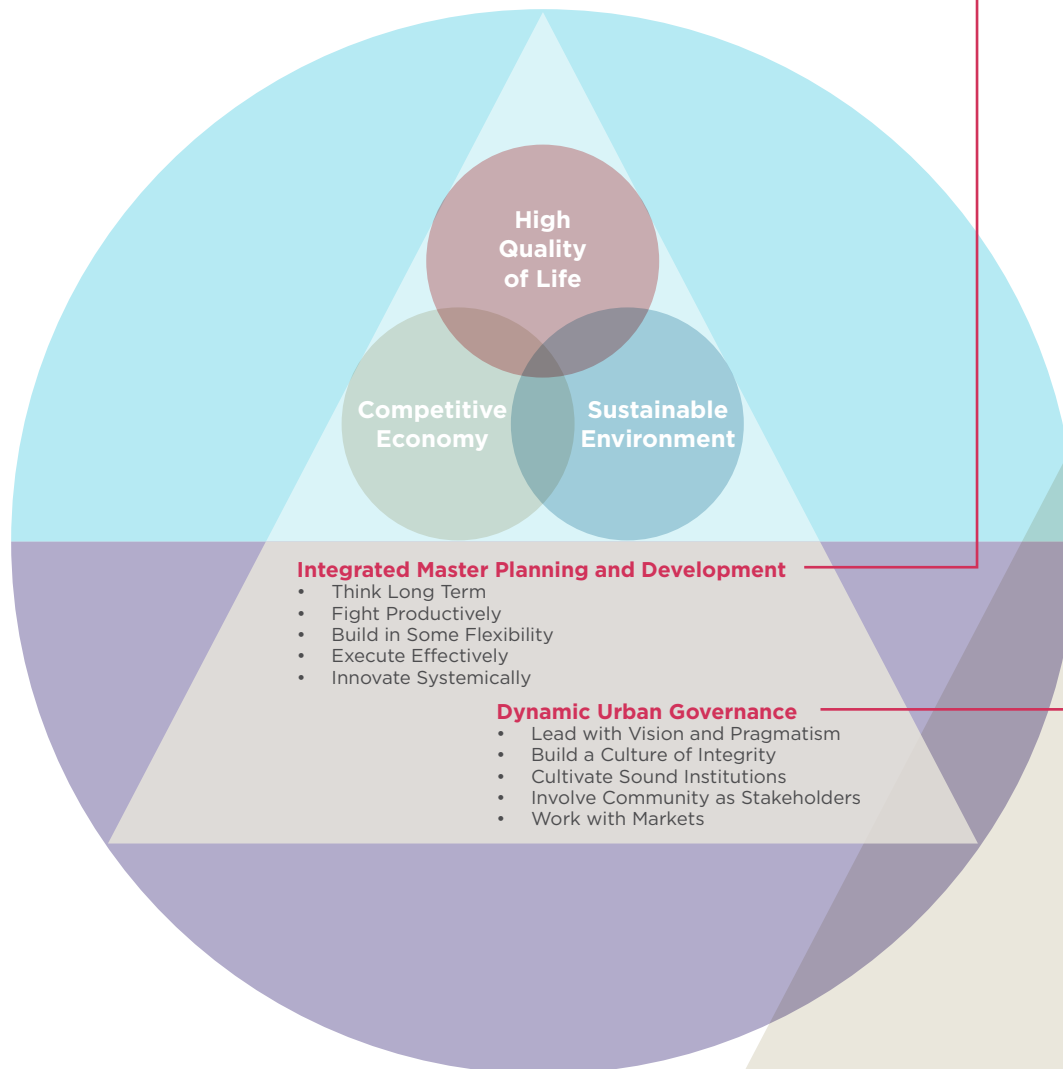 High
Quality
of Life
Competitive
Economy
Sustainable
Environment
Integrated Master Planning and Development
• Think Long Term
• Fight Productively
• Build in Some Flexibility
• Execute Effectively
• Innovate Systemically
Dynamic Urban Governance
• Lead with Vision and Pragmatism
• Build a Culture of Integrity
• Cultivate Sound Institutions
• Involve Community as Stakeholders
• Work with Markets